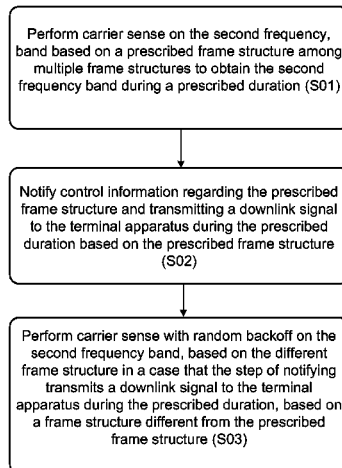 Perform carrier sense on the second frequency,
band based on a prescribed frame structure among
multiple frame structures to obtain the second
frequency band during a prescribed duration (S01)
Notify control information regarding the prescribed
frame structure and transmitting a downlink signal
to the terminal apparatus during the prescribed
duration based on the prescribed frame structure
(S02)
Perform carrier sense with random backoff on the
second frequency band, based on the different
frame structure in a case that the step of notifying
transmits a downlink signal to the terminal
apparatus during the prescribed duration, based on
a frame structure different from the prescribed
frame structure (S03)